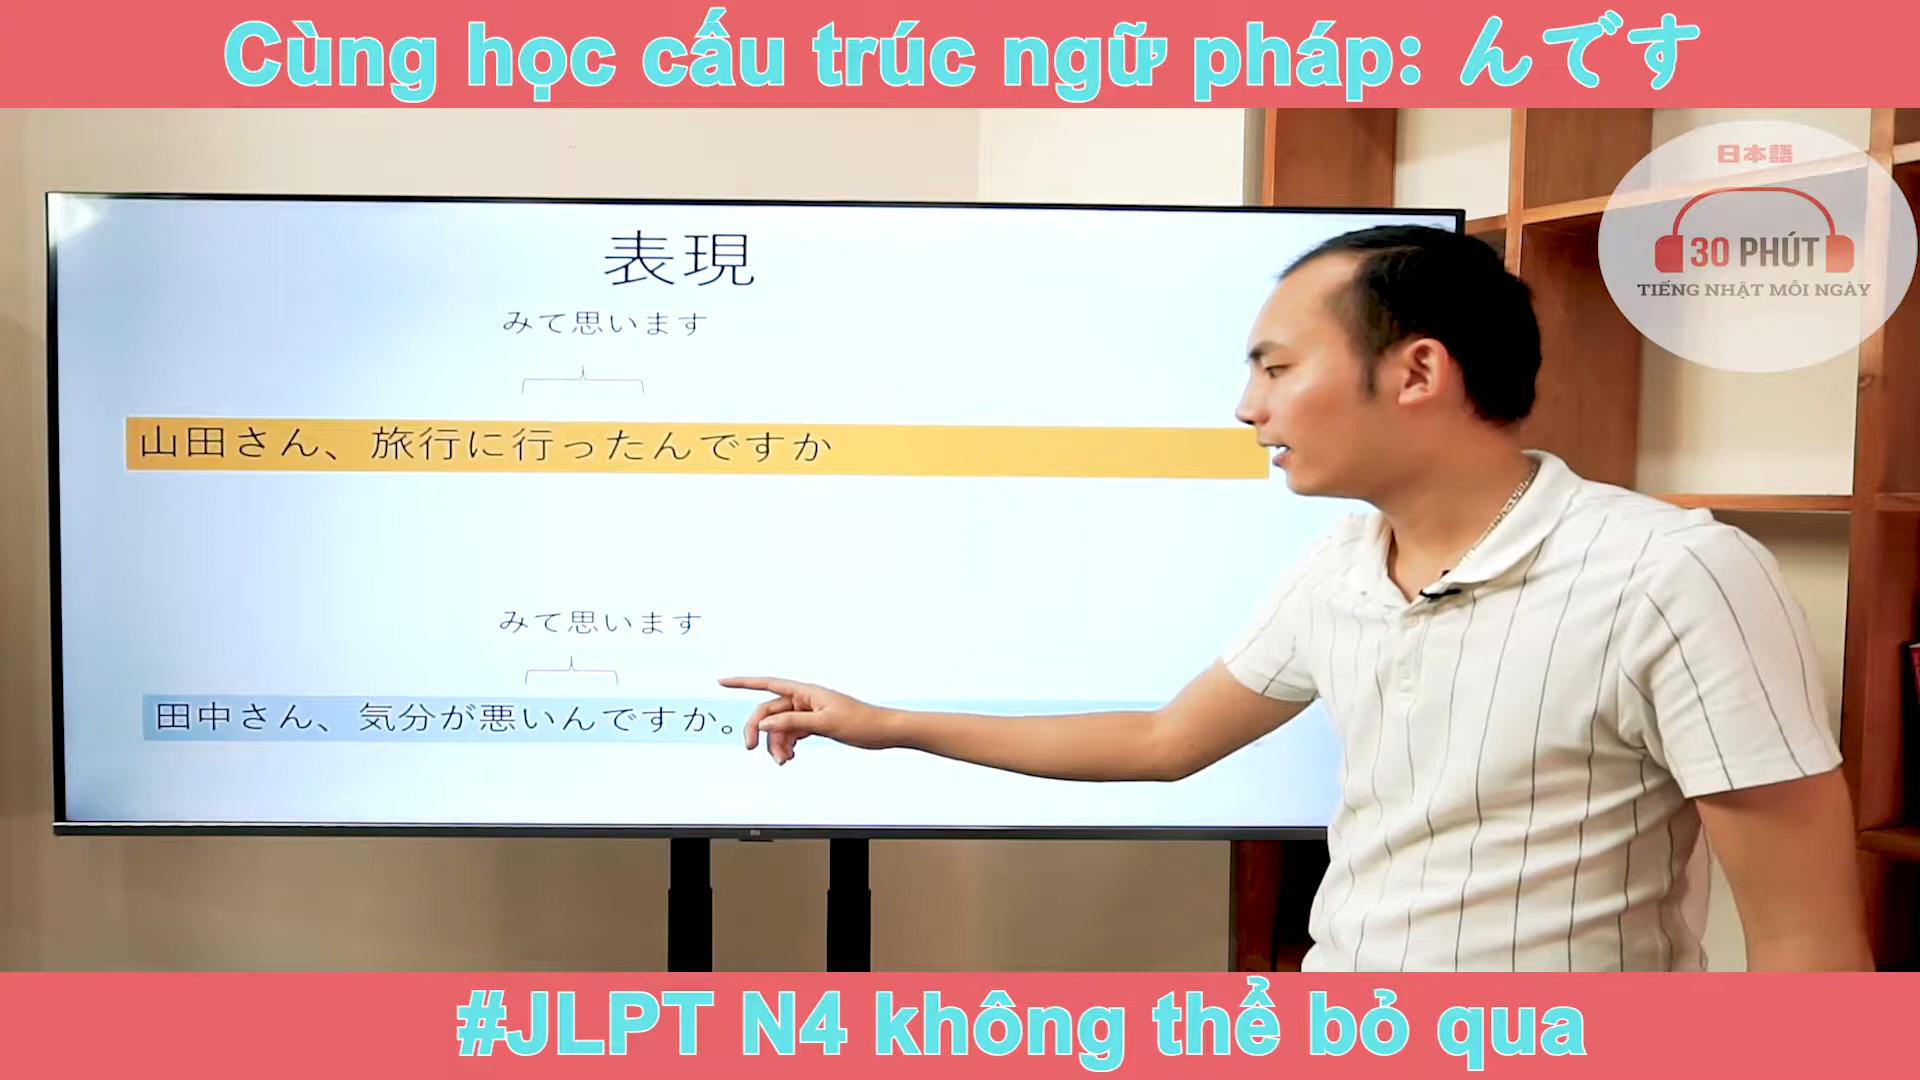 Cùng học cấu trúc ngữ pháp: んです
日本語
30 PHÚT
TIẾNG NHẬT MỖI NGÀY
表現
みて思います
山田さん、旅行に行ったんですか
みて思います
田中さん、気分が悪いんですか。
#JLPT N4 không thể bỏ qua